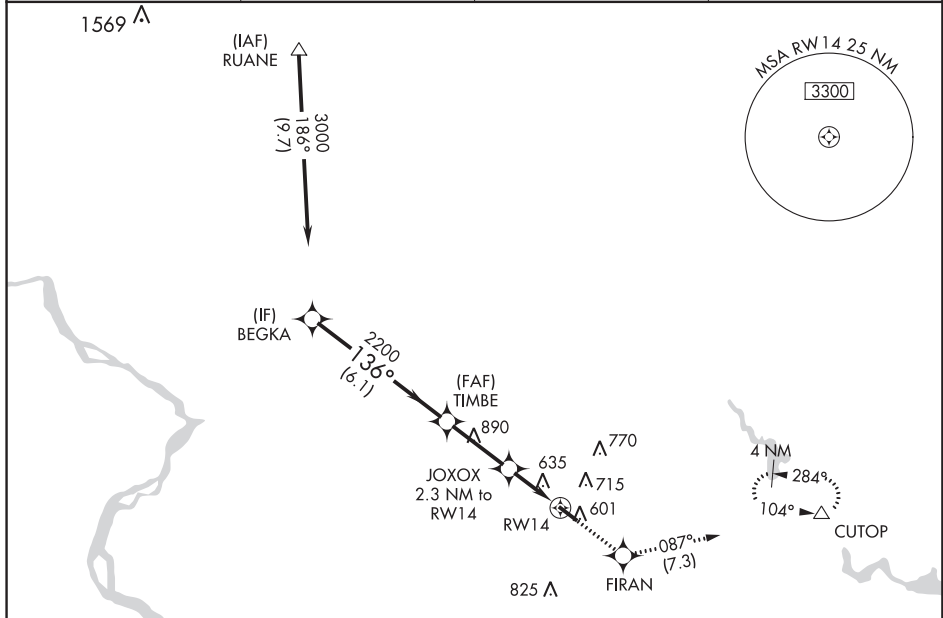 1569
(IAF)
RUANE
3000
186°
(9.7)
MSA RW14 25 NM
3300
(IF)
BEGKA
2200
136°
(6.1)
(FAF)
TIMBE
890
770
JOXOX
2.3 NM to
RW14
635
715
RW14
601
4 NM
284°
104°
CUTOP
087°
(7.3)
FIRAN
825